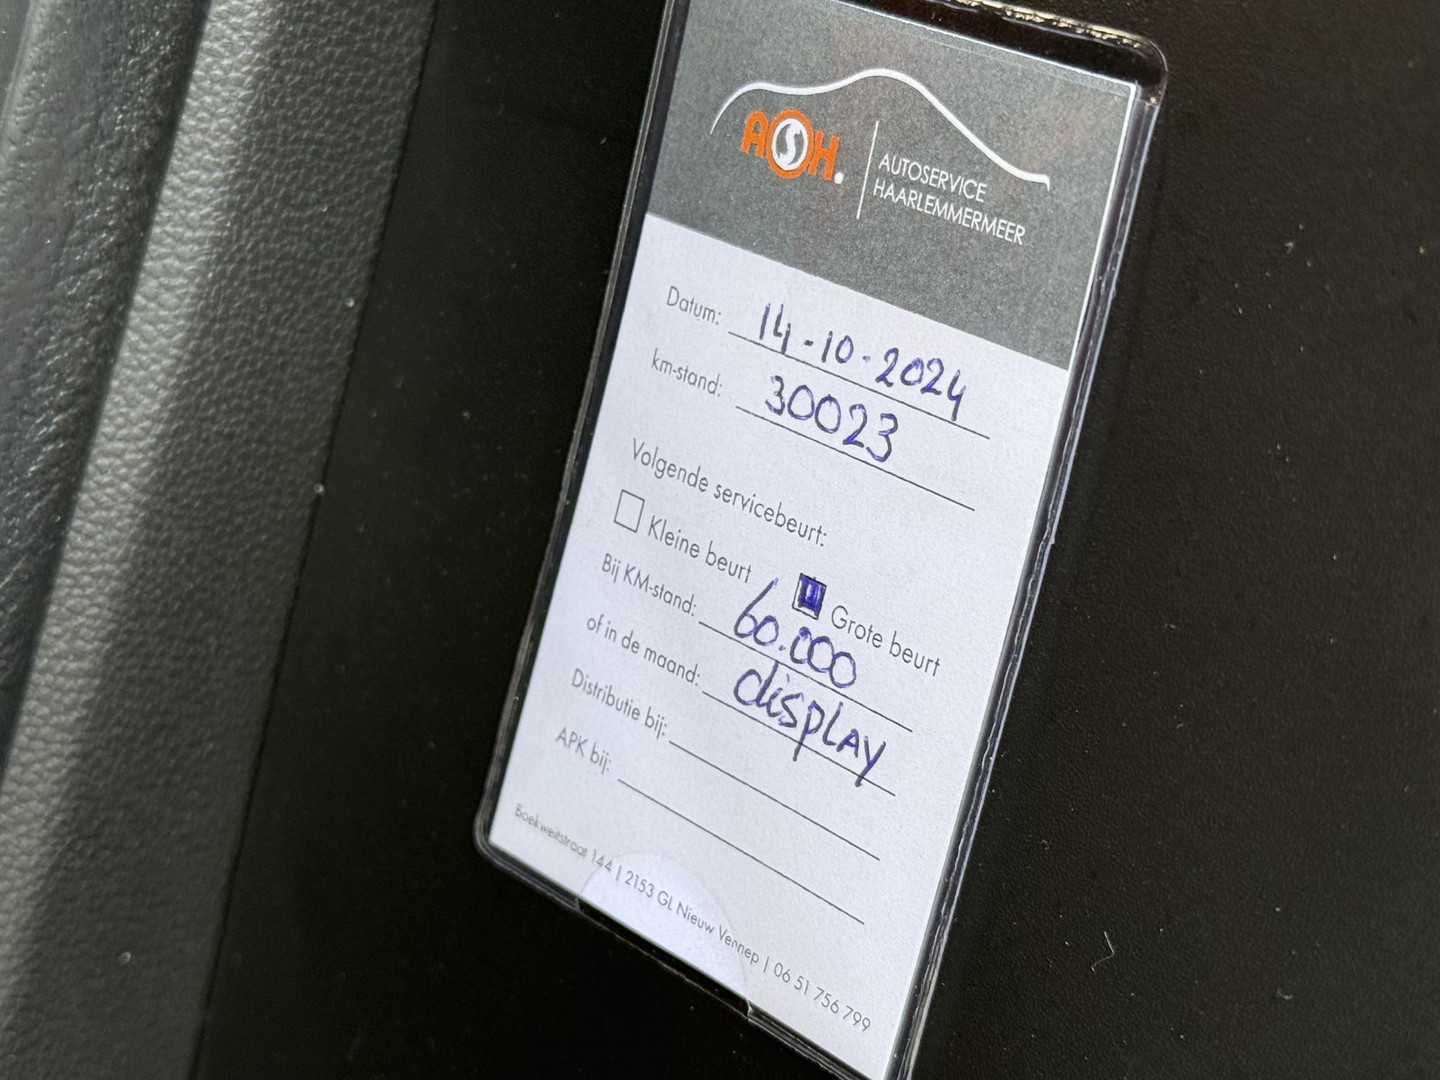 ASH.
AUTOSERVICE
HAARLEMMERMEER
Datum: 14-10-2024
km-stand: 30023
Volgende servicebeurt:
Kleine beurt Grote beurt
Bij KM-stand: 60.000
of in de maand: display
Distributie bij:
APK bij:
Boekweitstraat 144 | 2153 GL Nieuw Vennep | 06 51 756 799